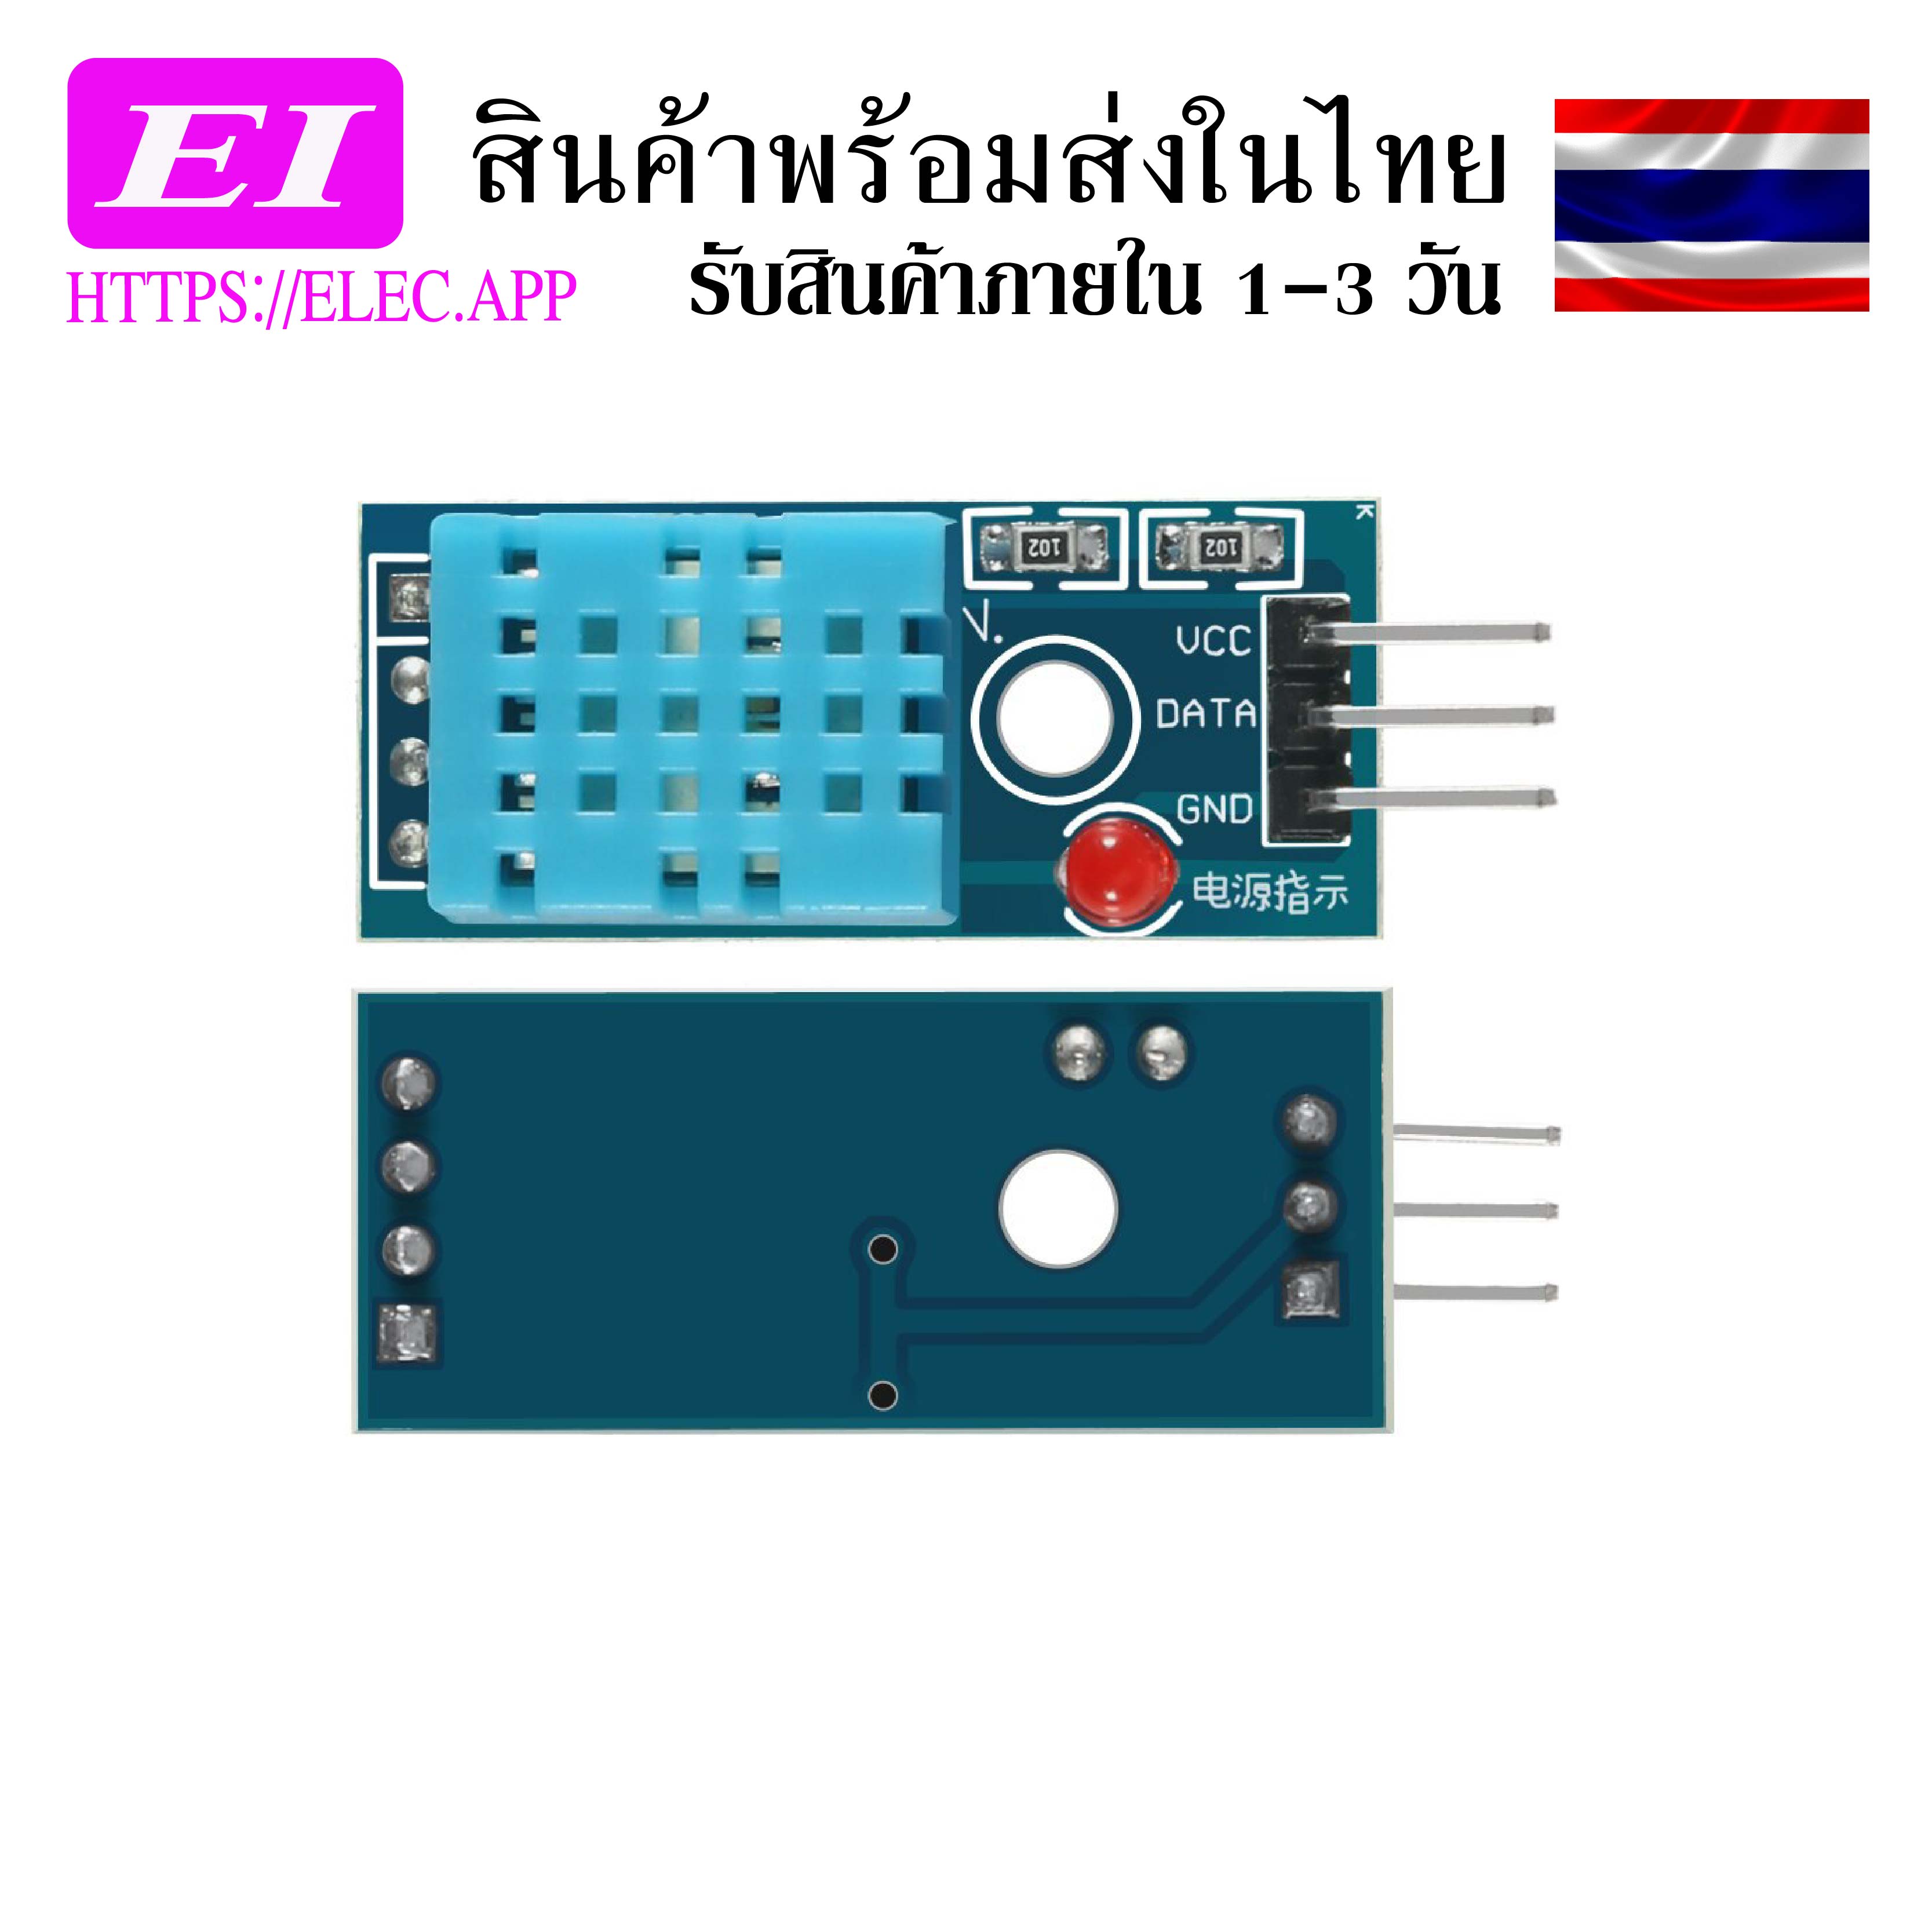 EI
สินค้าพร้อมส่งในไทย
HTTPS://ELEC.APP
รับสินค้าภายใน 1-3 วัน
K
102
102
V.
VCC
DATA
GND
电源指示